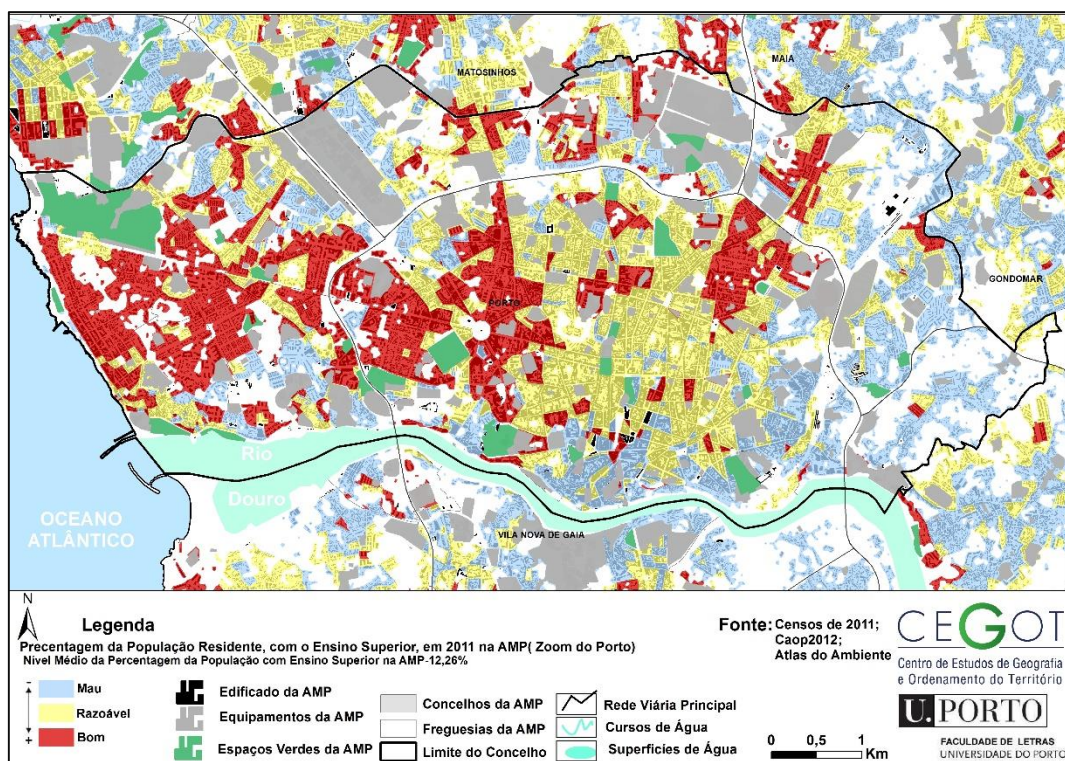 MATOSINHOS
MAIA
GONDOMAR
PORTO
Rio
Douro
OCEANO
ATLÂNTICO
VILA NOVA DE GAIA
N
Legenda
Precentagem da População Residente, com o Ensino Superior, em 2011 na AMP( Zoom do Porto)
Nivel Médio da Percentagem da População com Ensino Superior na AMP-12,26%
Mau
Razoável
Bom
Edificado da AMP
Equipamentos da AMP
Espaços Verdes da AMP
Concelhos da AMP
Freguesias da AMP
Limite do Concelho
Rede Viária Principal
Cursos de Água
Superfícies de Água
0 0,5 1
Km
Fonte: Censos de 2011;
Caop2012;
Atlas do Ambiente
CEGOT
Centro de Estudos de Geografia
e Ordenamento do Território
U. PORTO
FACULDADE DE LETRAS
UNIVERSIDADE DO PORTO